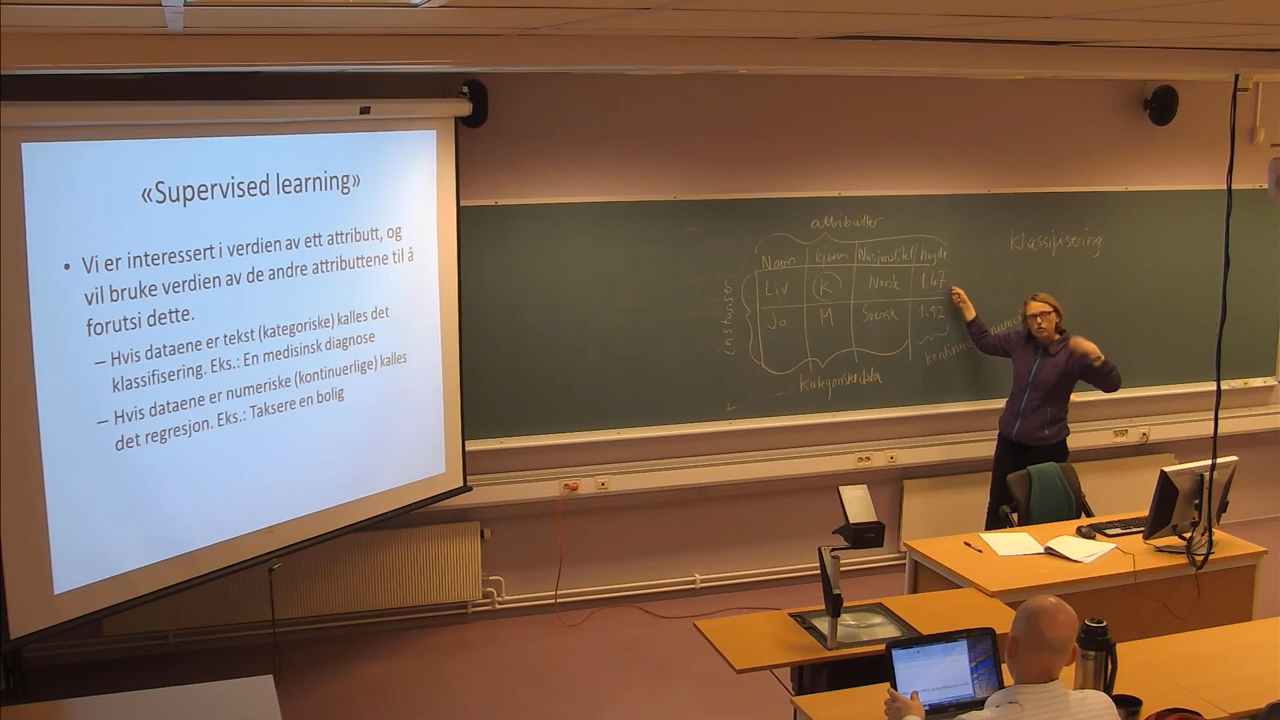 «Supervised learning»
• Vi er interessert i verdien av ett attributt, og
vil bruke verdien av de andre attributtene til å
forutsi dette.
– Hvis dataene er tekst (kategoriske) kalles det
klassifisering. Eks.: En medisinsk diagnose
– Hvis dataene er numeriske (kontinuerlige) kalles
det regresjon. Eks.: Taksere en bolig
attributter
Navn Kjønn Nasjonalitet høyde
Liv K Norsk 1.67
Jo M Svensk 1.92
instanser
Klassifisering